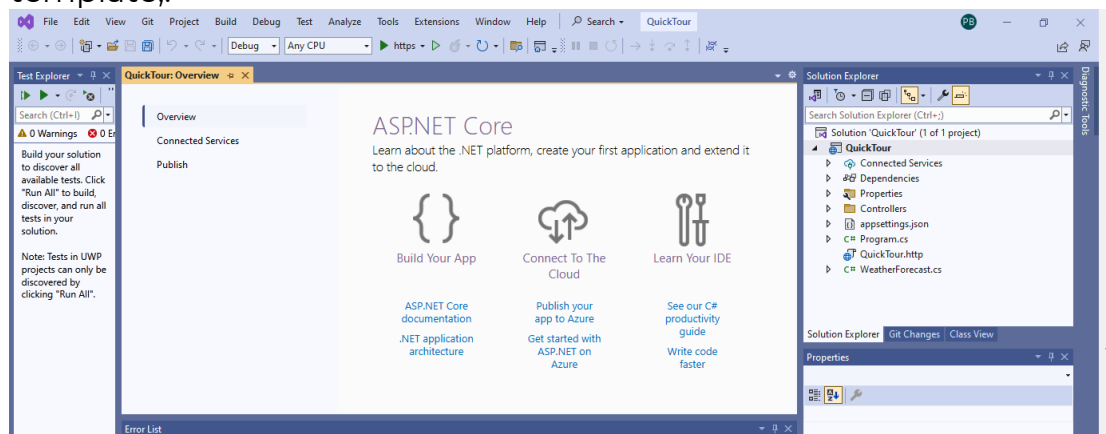 template;.
File Edit View Git Project Build Debug Test Analyze Tools Extensions Window Help Search QuickTour PB
Debug Any CPU https
Test Explorer
QuickTour: Overview
Solution Explorer
Diagnostic Tools
Search (Ctrl+I)
0 Warnings 0 Er
Build your solution
to discover all
available tests. Click
"Run All" to build,
discover, and run all
tests in your
solution.
Note: Tests in UWP
projects can only be
discovered by
clicking "Run All".
Overview
Connected Services
Publish
ASP.NET Core
Learn about the .NET platform, create your first application and extend it
to the cloud.
Build Your App
ASP.NET Core
documentation
.NET application
architecture
Connect To The
Cloud
Publish your
app to Azure
Get started with
ASP.NET on
Azure
Learn Your IDE
See our C#
productivity
guide
Write code
faster
Search Solution Explorer (Ctrl+;)
Solution 'QuickTour' (1 of 1 project)
QuickTour
Connected Services
Dependencies
Properties
Controllers
appsettings.json
C# Program.cs
QuickTour.http
C# WeatherForecast.cs
Solution Explorer Git Changes Class View
Properties
Error List